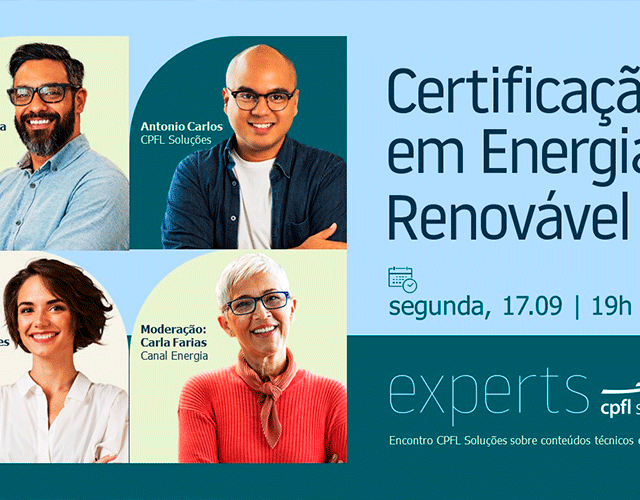 Antonio Carlos
CPFL Soluções
Moderação:
Carla Farias
Canal Energia
Certificaçã
em Energia
Renovável
segunda, 17.09 | 19h
experts
cpfl s
Encontro CPFL Soluções sobre conteúdos técnicos e